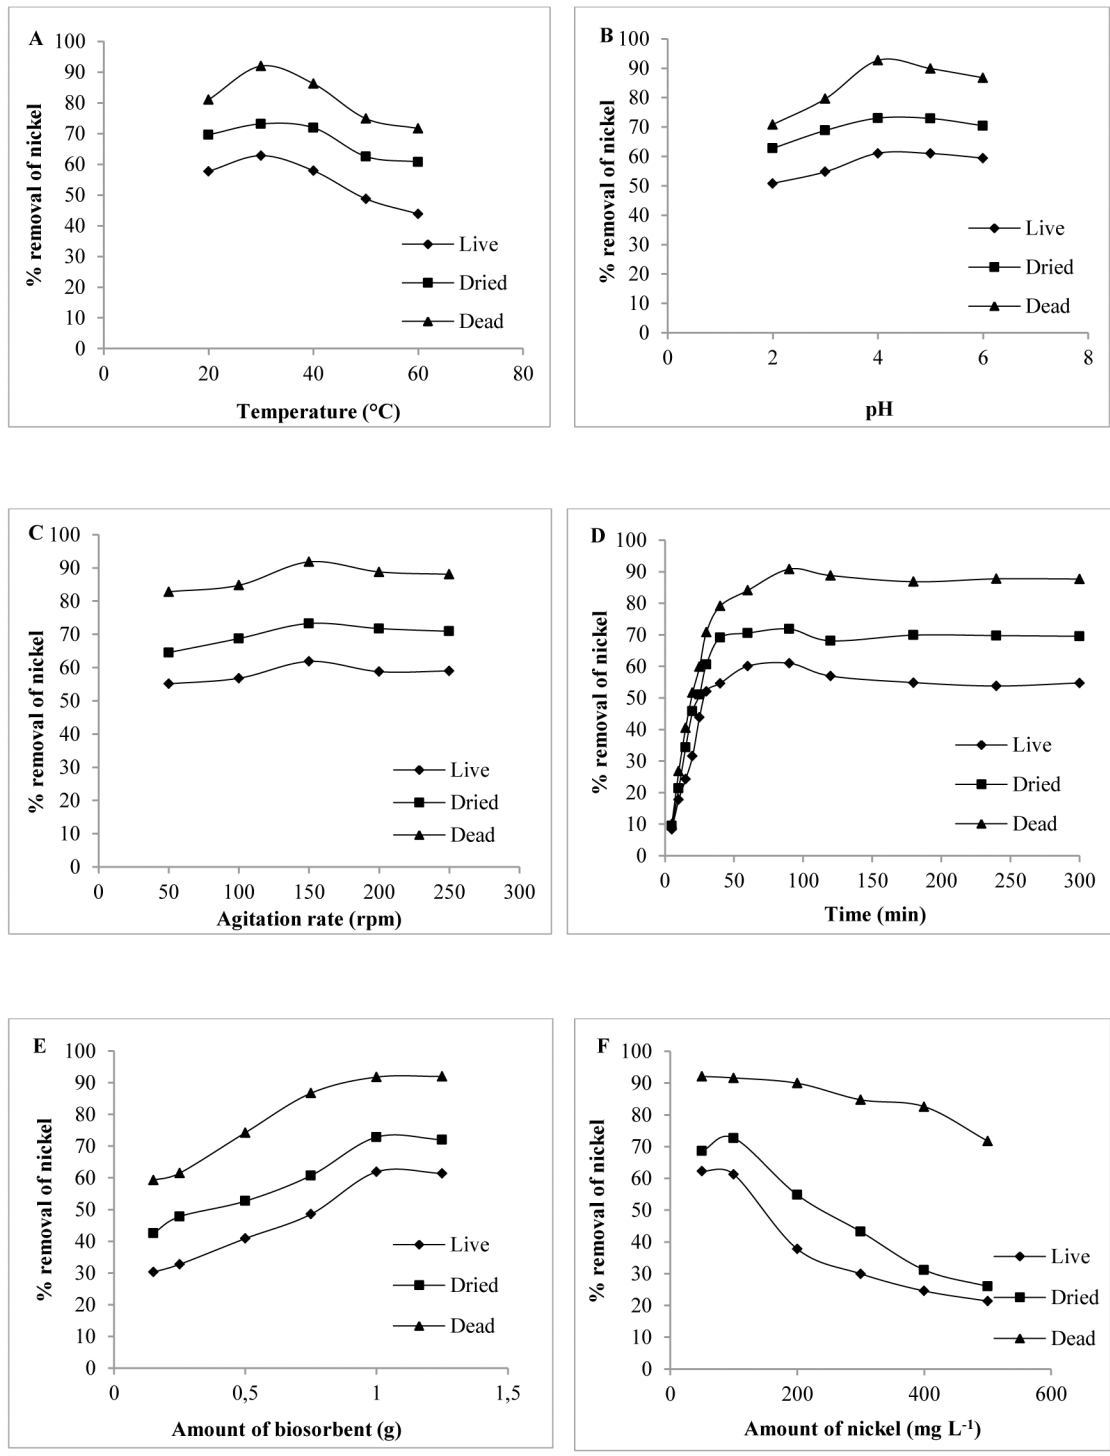 A
100
90
80
70
60
50
40
30
20
10
0
% removal of nickel
0 20 40 60 80
Temperature (°C)
Live
Dried
Dead
B
100
90
80
70
60
50
40
30
20
10
0
% removal of nickel
0 2 4 6 8
pH
Live
Dried
Dead
C
100
90
80
70
60
50
40
30
20
10
0
% removal of nickel
0 50 100 150 200 250 300
Agitation rate (rpm)
Live
Dried
Dead
D
100
90
80
70
60
50
40
30
20
10
0
% removal of nickel
0 50 100 150 200 250 300
Time (min)
Live
Dried
Dead
E
100
90
80
70
60
50
40
30
20
10
0
% removal of nickel
0 0,5 1 1,5
Amount of biosorbent (g)
Live
Dried
Dead
F
100
90
80
70
60
50
40
30
20
10
0
% removal of nickel
0 200 400 600
Amount of nickel (mg L⁻¹)
Live
Dried
Dead